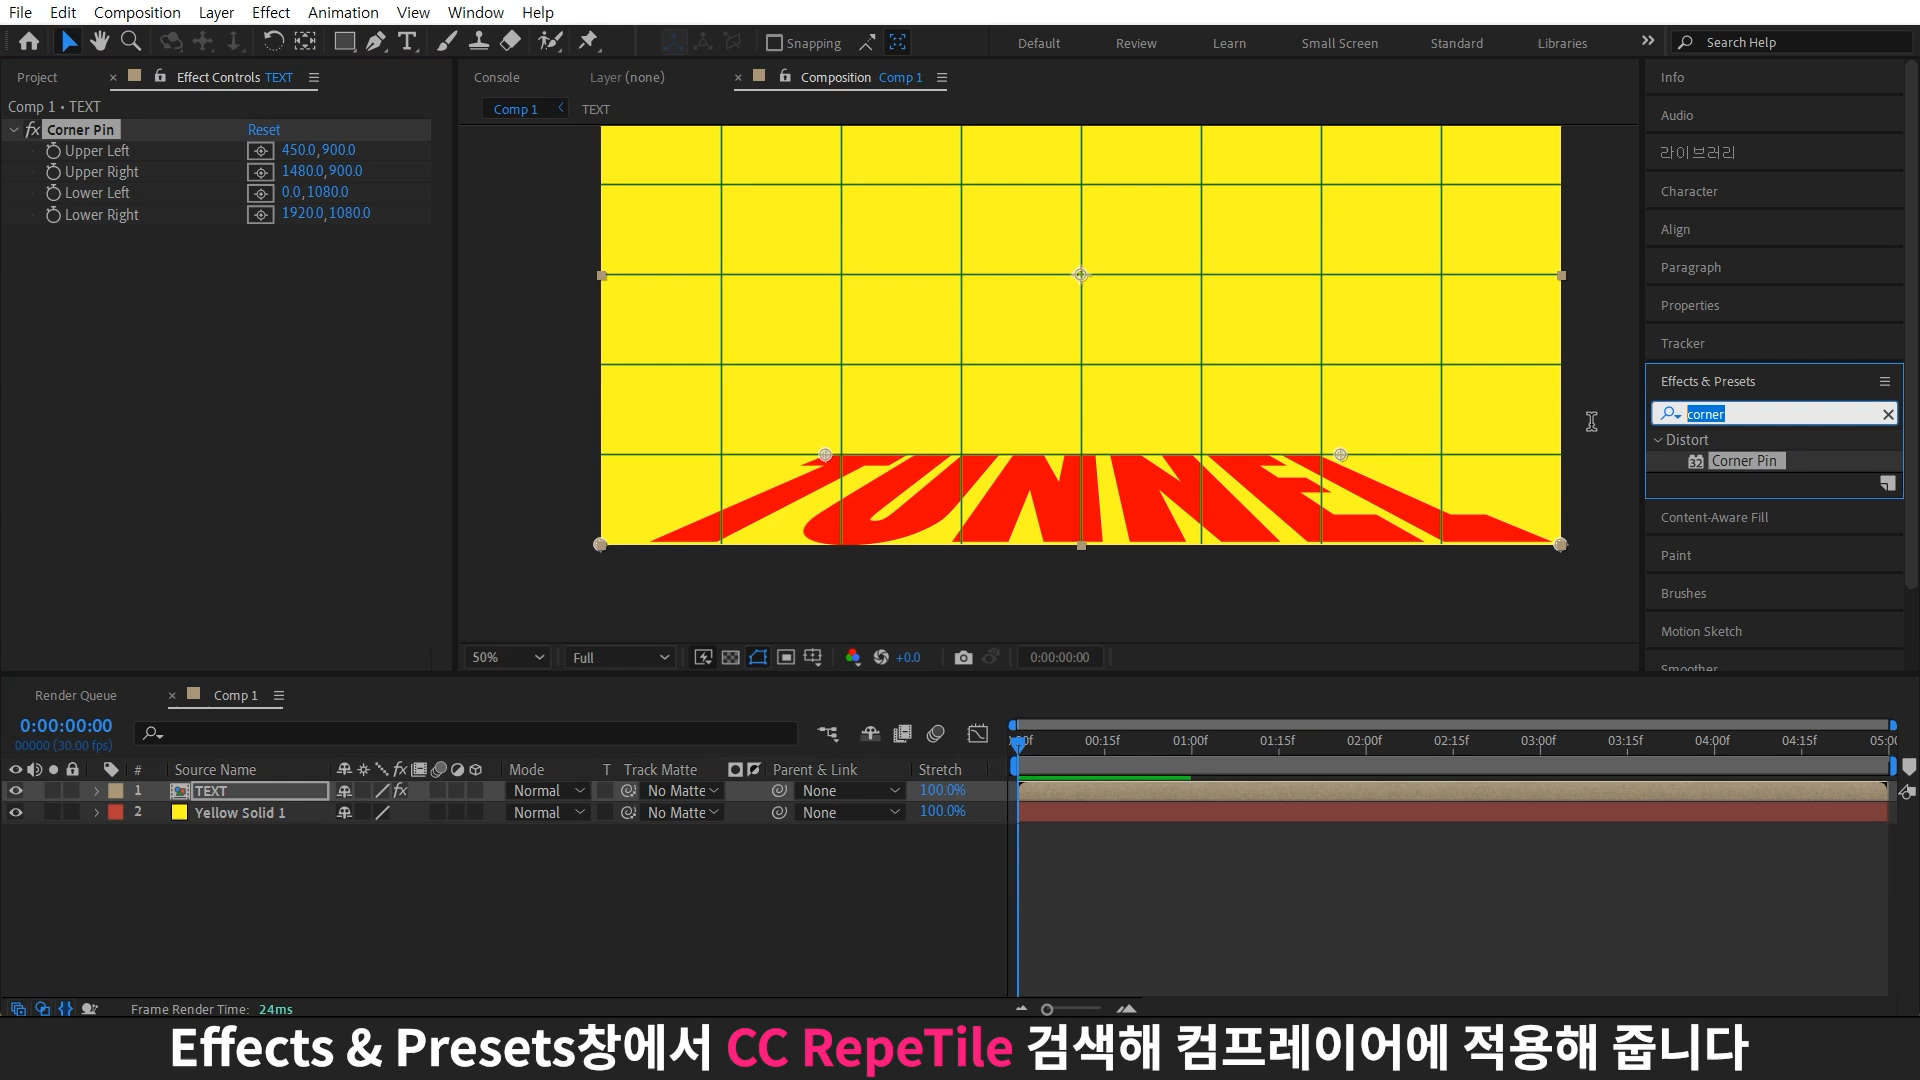 File Edit Composition Layer Effect Animation View Window Help
Snapping Default Review Learn Small Screen Standard Libraries Search Help
Project Effect Controls TEXT
Comp 1 • TEXT
fx Corner Pin Reset
Upper Left 450.0,900.0
Upper Right 1480.0,900.0
Lower Left 0.0,1080.0
Lower Right 1920.0,1080.0
Console Layer (none) Composition Comp 1
Comp 1 TEXT
TUNNEL
50% Full +0.0 0:00:00:00
Info
Audio
라이브러리
Character
Align
Paragraph
Properties
Tracker
Effects & Presets
corner
Distort
32 Corner Pin
Content-Aware Fill
Paint
Brushes
Motion Sketch
Smoother
Render Queue Comp 1
0:00:00:00
00000 (30.00 fps)
00:15f 01:00f 01:15f 02:00f 02:15f 03:00f 03:15f 04:00f 04:15f
# Source Name fx Mode T Track Matte Parent & Link Stretch
1 TEXT fx Normal No Matte None 100.0%
2 Yellow Solid 1 Normal No Matte None 100.0%
Frame Render Time: 24ms
Effects & Presets창에서 CC RepeTile 검색해 컴프레이어에 적용해 줍니다